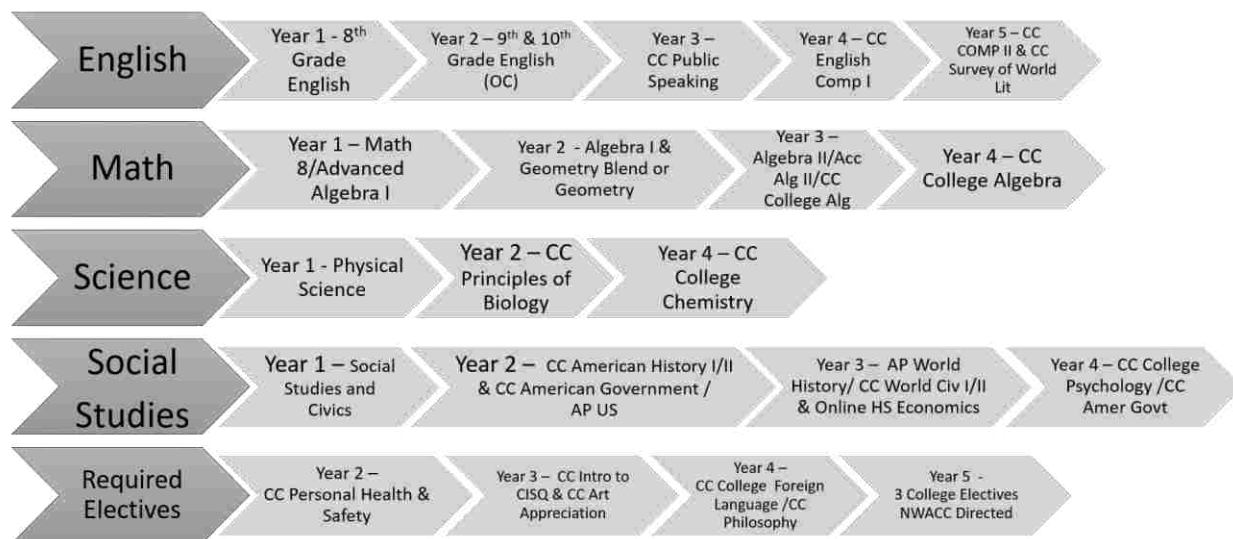 English
Year 1 - 8th
Grade
English
Year 2 – 9th & 10th
Grade English
(OC)
Year 3 –
CC Public
Speaking
Year 4 – CC
English
Comp I
Year 5 - CC
COMP II & CC
Survey of World
Lit
Math
Year 1 – Math
8/Advanced
Algebra I
Year 2 - Algebra I &
Geometry Blend or
Geometry
Year 3 –
Algebra II/Acc
Alg II/CC
College Alg
Year 4 – CC
College Algebra
Science
Year 1 - Physical
Science
Year 2 – CC
Principles of
Biology
Year 4 – CC
College
Chemistry
Social
Studies
Year 1 – Social
Studies and
Civics
Year 2 – CC American History I/II
& CC American Government /
AP US
Year 3 – AP World
History/ CC World Civ I/II
& Online HS Economics
Year 4 – CC College
Psychology /CC
Amer Govt
Required
Electives
Year 2 –
CC Personal Health &
Safety
Year 3 – CC Intro to
CISQ & CC Art
Appreciation
Year 4 –
CC College Foreign
Language /CC
Philosophy
Year 5 -
3 College Electives
NWACC Directed